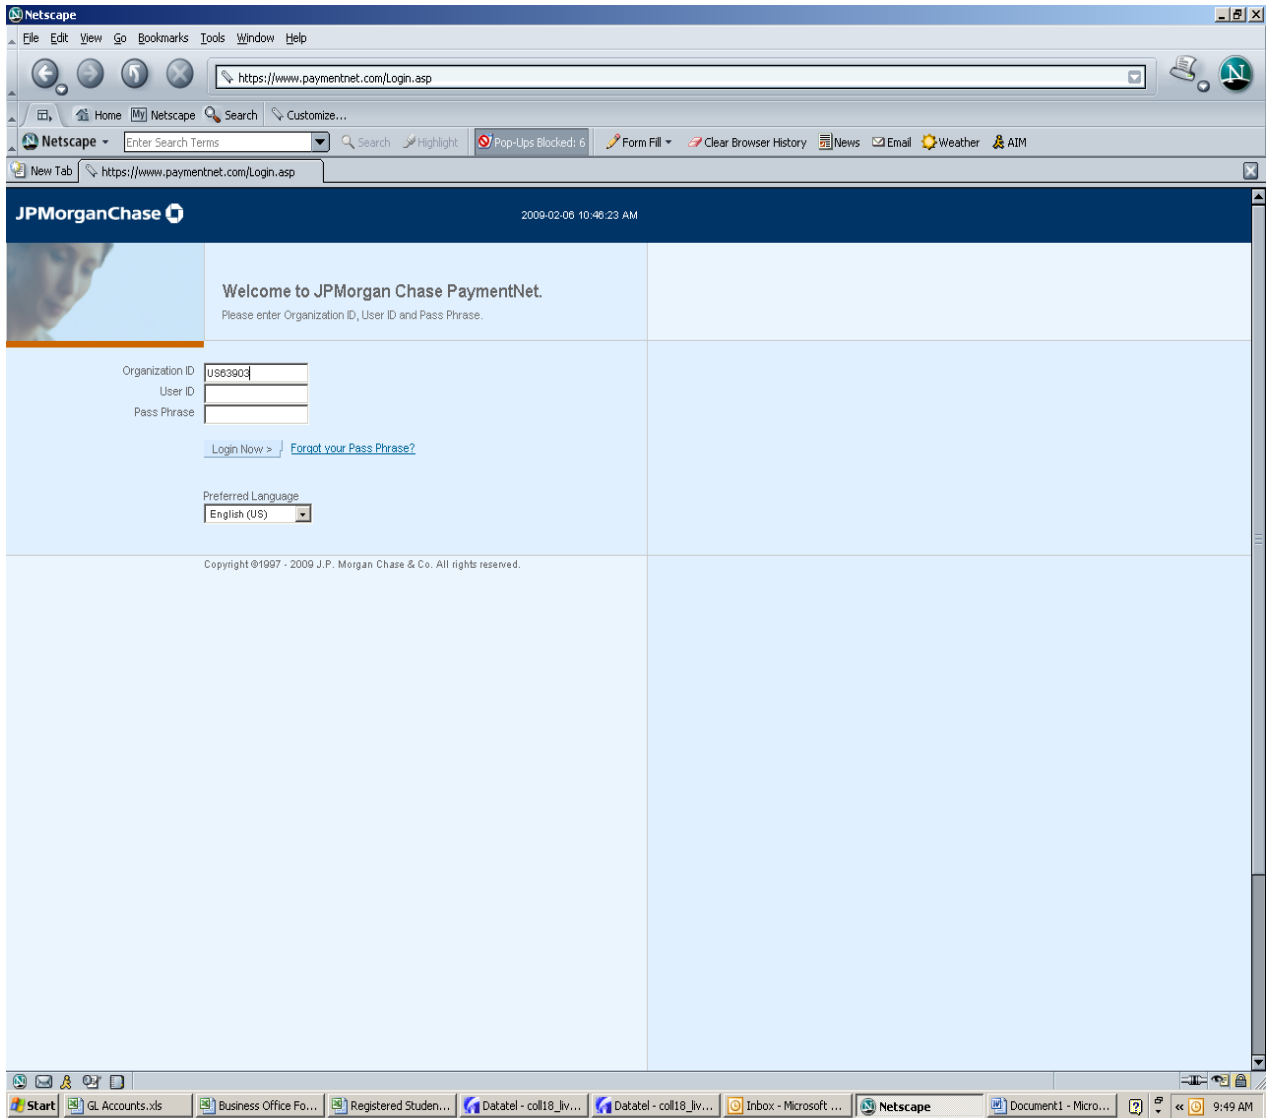 Netscape
File Edit View Go Bookmarks Tools Window Help
https://www.paymentnet.com/Login.asp
Home My Netscape Search Customize...
Netscape Enter Search Terms Search Highlight Pop-Ups Blocked: 6 Form Fill Clear Browser History News Email Weather AIM
New Tab https://www.paymentnet.com/Login.asp
JPMorganChase 2009-02-06 10:46:23 AM
Welcome to JPMorgan Chase PaymentNet.
Please enter Organization ID, User ID and Pass Phrase.
Organization ID US63903
User ID
Pass Phrase
Login Now > Forgot your Pass Phrase?
Preferred Language
English (US)
Copyright ©1997 - 2009 J.P. Morgan Chase & Co. All rights reserved.
Start GL Accounts.xls Business Office Fo... Registered Studen... Datatel - coll18_liv... Datatel - coll18_liv... Inbox - Microsoft ... Netscape Document1 - Micro... 9:49 AM